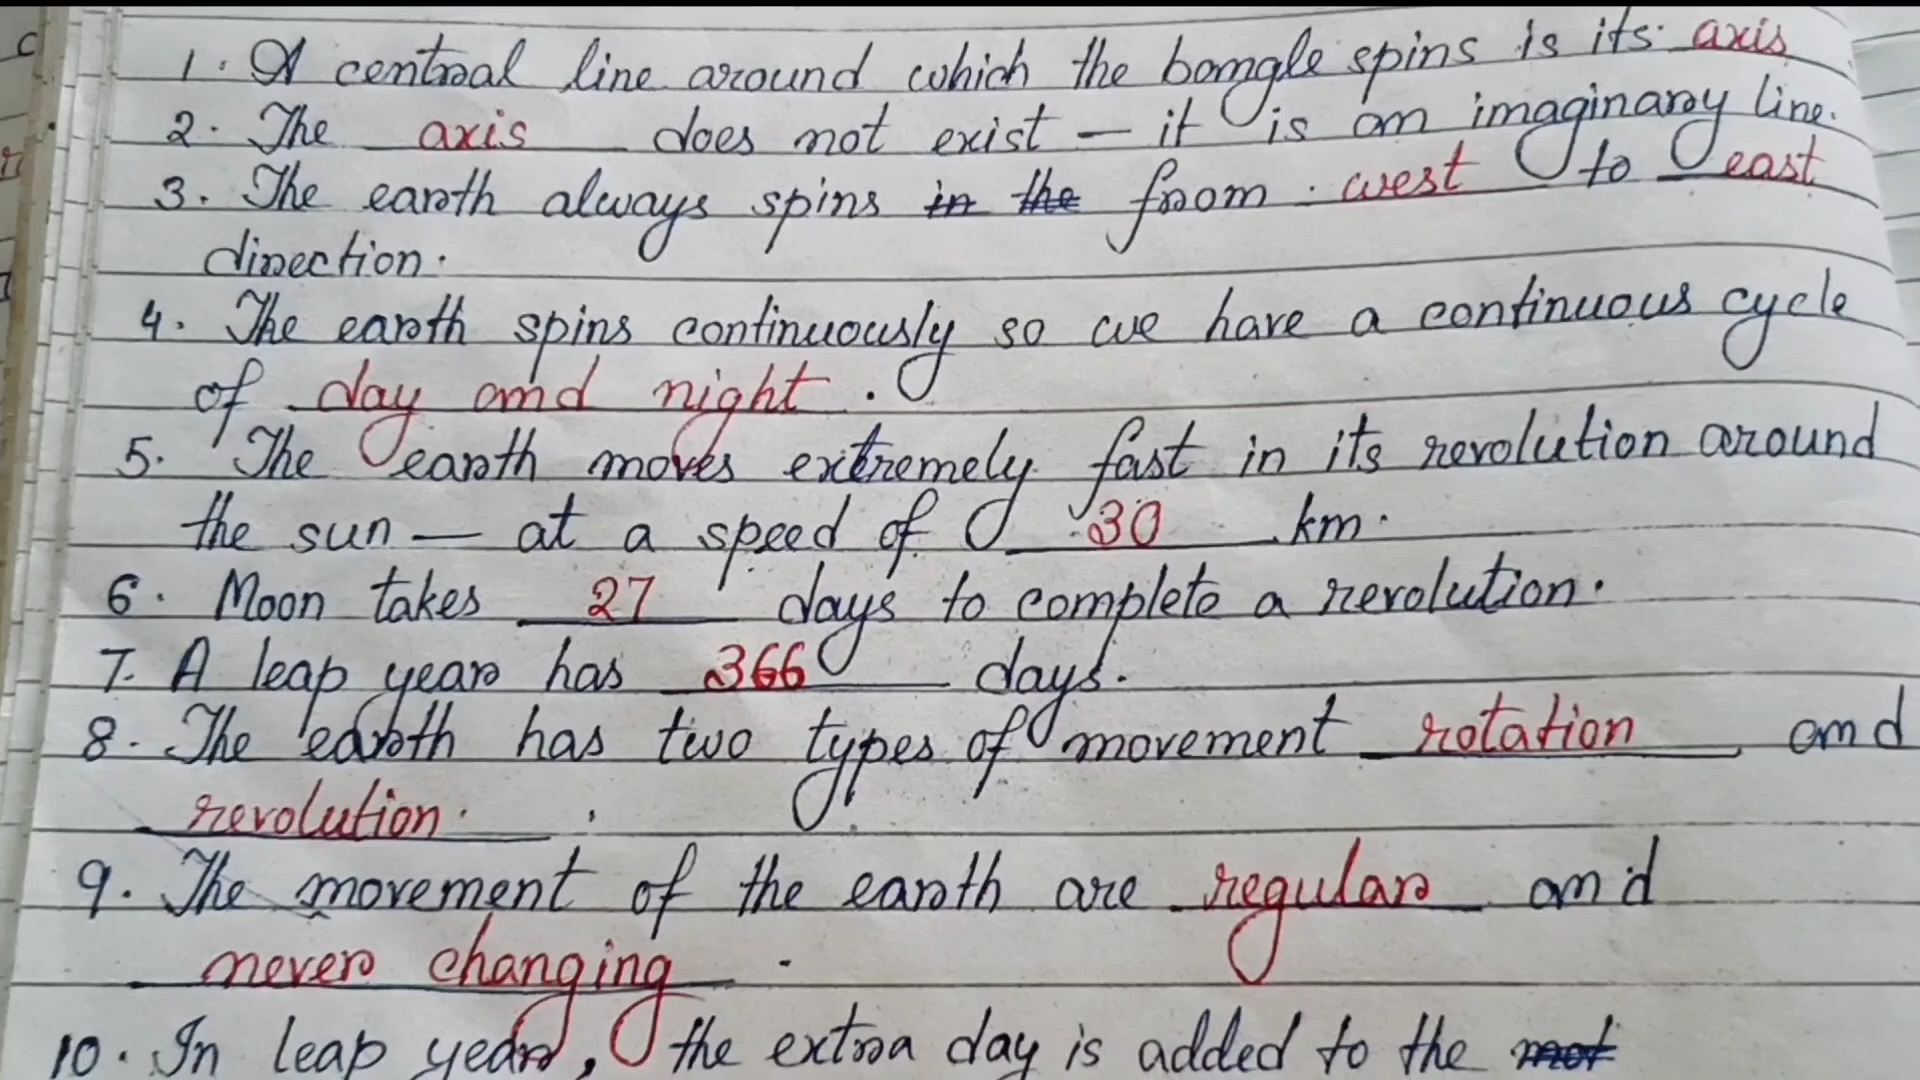 1. A central line around which the bangle spins is its axis
2. The axis does not exist — it is an imaginary line.
3. The earth always spins in the from west to east
direction.
4. The earth spins continuously so we have a continuous cycle
of day and night.
5. The earth moves extremely fast in its revolution around
the sun — at a speed of 30 km.
6. Moon takes 27 days to complete a revolution.
7. A leap year has 366 days.
8. The earth has two types of movement rotation and
revolution.
9. The movement of the earth are regular and
never changing.
10. In leap year, the extra day is added to the